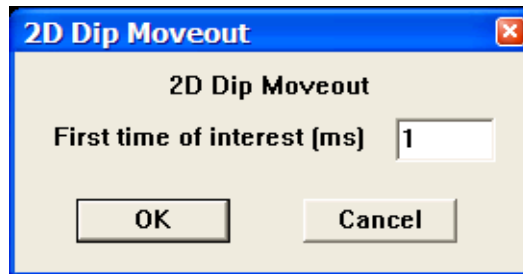 2D Dip Moveout
2D Dip Moveout
First time of interest (ms) 1
OK Cancel